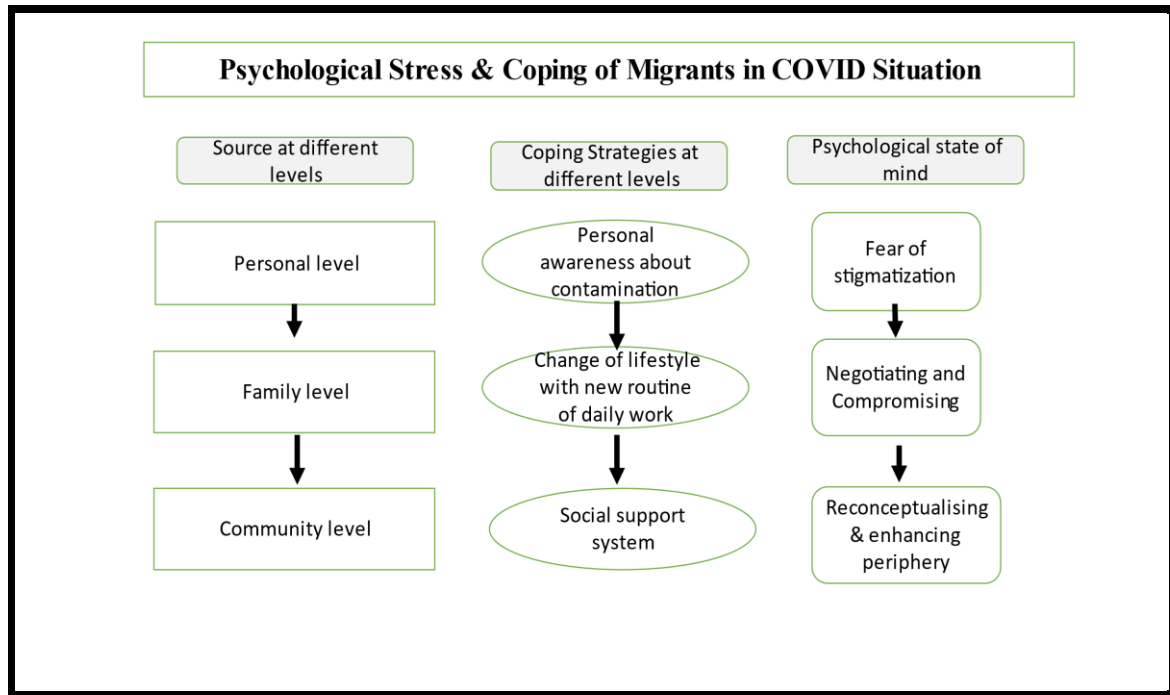 Psychological Stress & Coping of Migrants in COVID Situation
Source at different
levels
Coping Strategies at
different levels
Psychological state of
mind
Personal level
Personal
awareness about
contamination
Fear of
stigmatization
Family level
Change of lifestyle
with new routine
of daily work
Negotiating and
Compromising
Community level
Social support
system
Reconceptualising
& enhancing
periphery